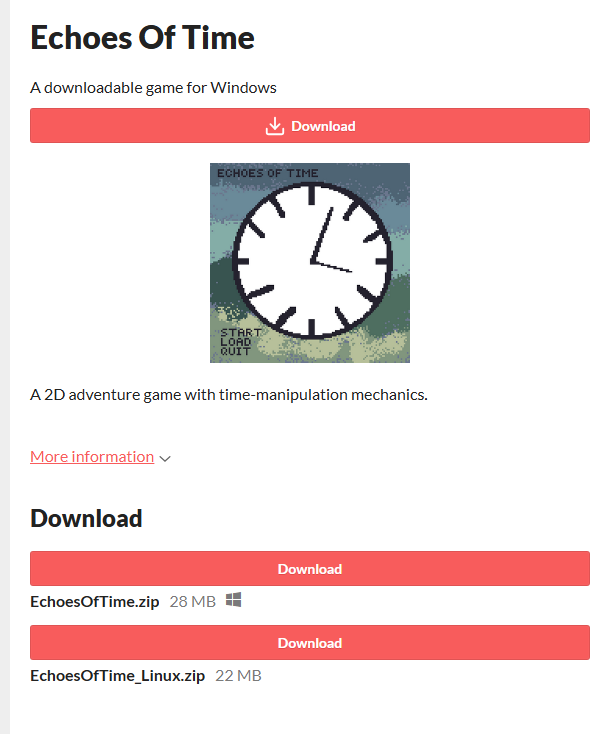 Echoes Of Time
A downloadable game for Windows
Download
ECHOES OF TIME
START
LOAD
QUIT
A 2D adventure game with time-manipulation mechanics.
More information
Download
Download
EchoesOfTime.zip 28 MB
Download
EchoesOfTime_Linux.zip 22 MB